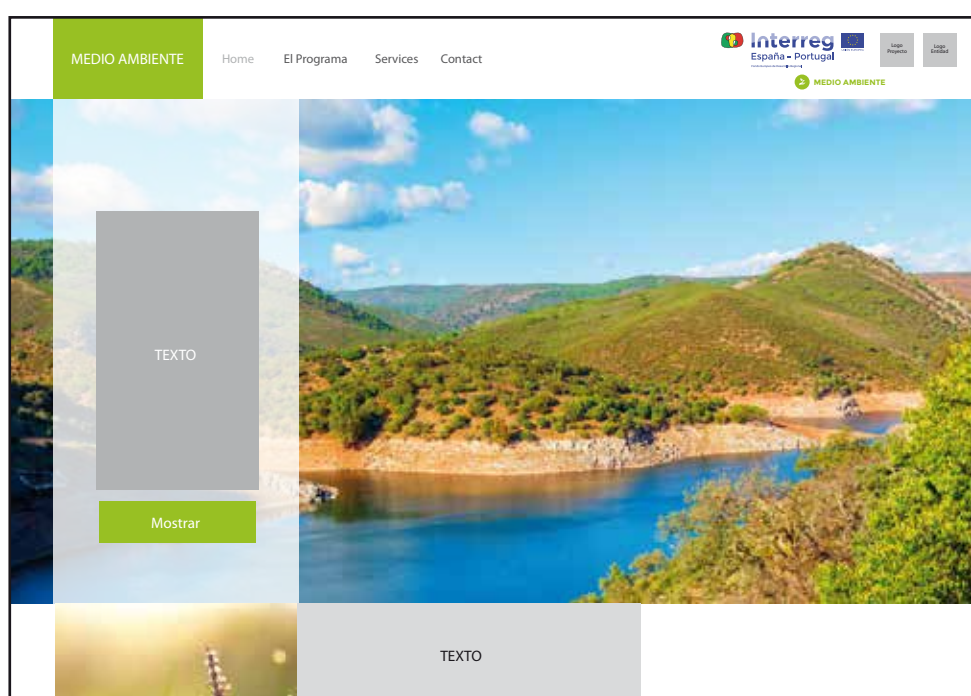 MEDIO AMBIENTE
Home El Programa Services Contact
Interreg
España - Portugal
Logo
Proyecto
Logo
Entidad
MEDIO AMBIENTE
TEXTO
Mostrar
TEXTO